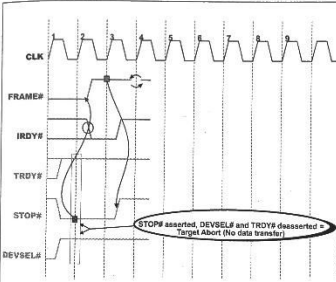 1 2 3 4 5 6 7 8 9
CLK
FRAME#
IRDY#
TRDY#
STOP#
STOP# asserted, DEVSEL# and TRDY# deasserted =
Target Abort (No data transfer)
DEVSEL#